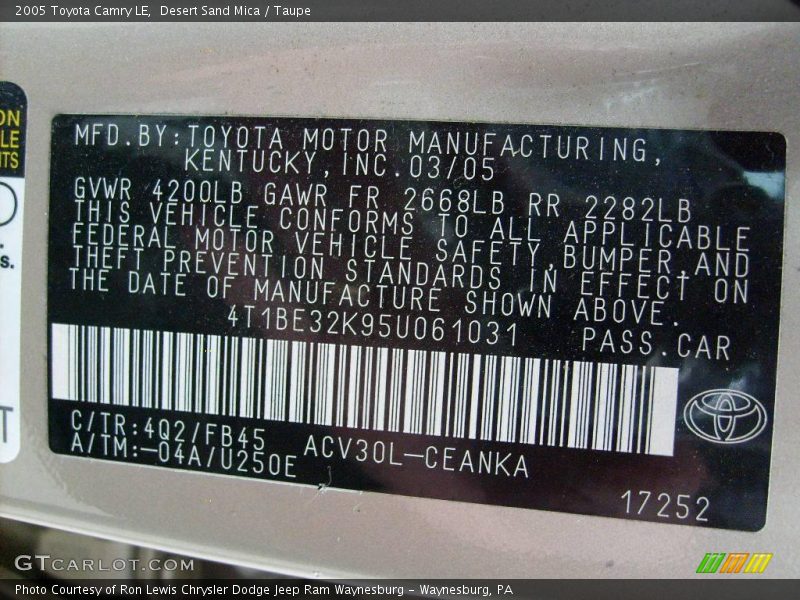 2005 Toyota Camry LE,  Desert Sand Mica / Taupe
ON
LE
ITS
s.
T
MFD.BY:TOYOTA MOTOR MANUFACTURING,
KENTUCKY,INC.03/05
GVWR 4200LB GAWR FR 2668LB RR 2282LB
THIS VEHICLE CONFORMS TO ALL APPLICABLE
FEDERAL MOTOR VEHICLE SAFETY,BUMPER,AND
THEFT PREVENTION STANDARDS IN EFFECT ON
THE DATE OF MANUFACTURE SHOWN ABOVE.
4T1BE32K95U061031 PASS.CAR
C/TR:4Q2/FB45
A/TM:-04A/U250E ACV30L-CEANKA
17252
GTCARLOT.COM
Photo Courtesy of Ron Lewis Chrysler Dodge Jeep Ram Waynesburg - Waynesburg, PA